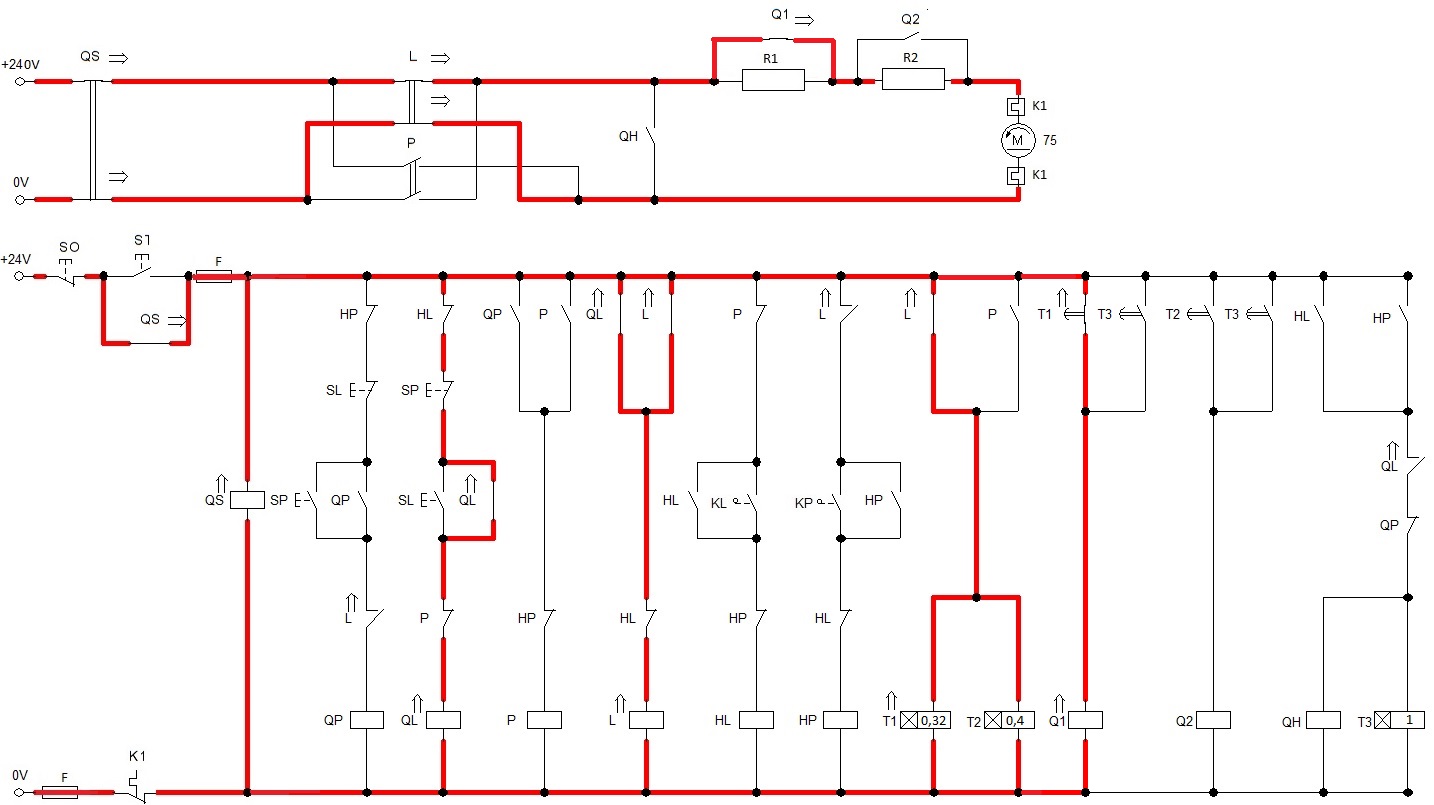 Q1
Q2
QS
L
+240V
R1
R2
K1
P
QH
M
75
0V
K1
SO
S1
+24V
F
QS
HP
HL
QP
P
QL
L
P
L
L
P
T1
T3
T2
T3
HL
HP
SL
SP
QL
QS
SP
QP
SL
QL
HL
KL
KP
HP
QP
L
P
HP
HL
HP
HL
QP
QL
P
L
HL
HP
T1
0,32
T2
0,4
Q1
Q2
QH
T3
1
K1
0V
F